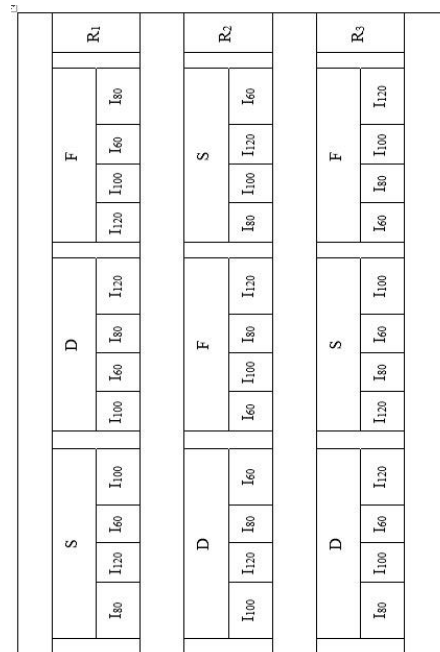 S D F R₁
I₈₀ I₁₂₀ I₆₀ I₁₀₀ I₁₀₀ I₆₀ I₈₀ I₁₂₀ I₁₂₀ I₁₀₀ I₆₀ I₈₀
D F S R₂
I₁₀₀ I₁₂₀ I₈₀ I₆₀ I₆₀ I₁₀₀ I₈₀ I₁₂₀ I₈₀ I₁₀₀ I₁₂₀ I₆₀
D S F R₃
I₈₀ I₁₀₀ I₆₀ I₁₂₀ I₁₂₀ I₈₀ I₆₀ I₁₀₀ I₆₀ I₈₀ I₁₀₀ I₁₂₀